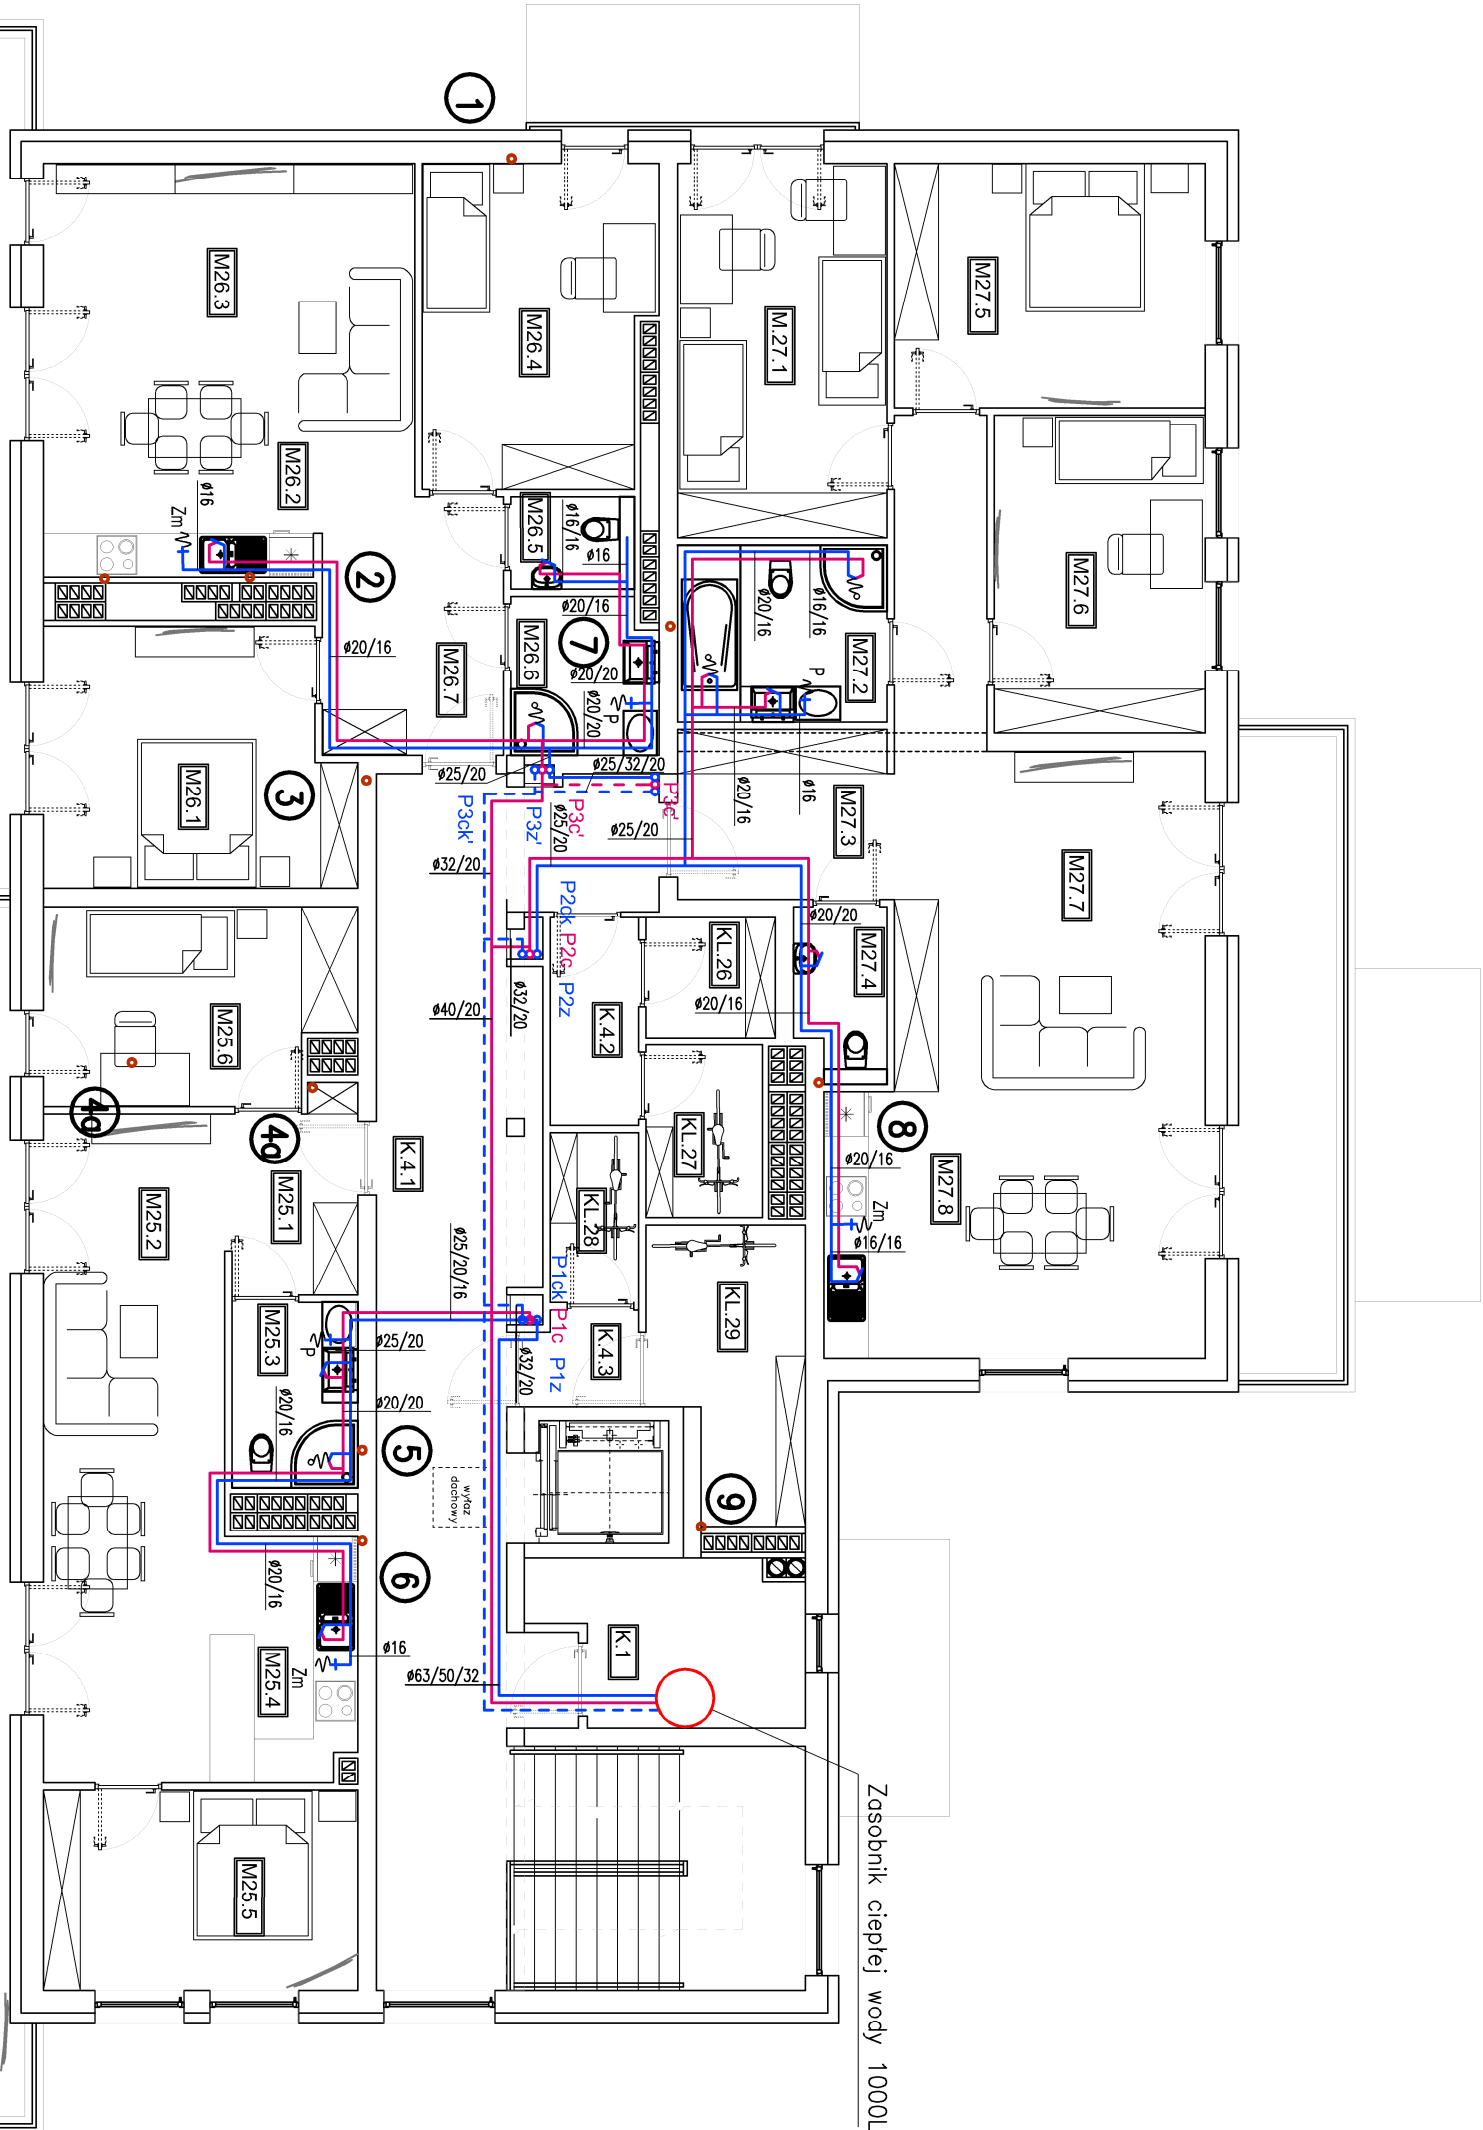 1
M27.5
M26.3
M26.4
M.27.1
M27.6
M26.2
ø16
Zm
M26.5
ø16/16
ø16
ø20/16
2
7
M26.6
ø20/20
ø20/20
P
ø20/16
ø16/16
M27.2
P
ø20/16
M26.7
ø25/20
ø25/32/20
ø20/16
ø16
M26.1
3
P3ck'
P3z'
P3c'
P3c'
ø25/20
ø25/20
ø32/20
M27.3
M27.7
P2ck
P2c
P2z
ø20/20
M27.4
KL.26
ø20/16
ø32/20
ø40/20
K.4.2
M25.6
4a
4a
K.4.1
KL.27
8
ø20/16
M27.8
Zm
ø16/16
M25.1
M25.2
KL.28
ø25/20/16
P1ck
P1c
P1z
ø32/20
K.4.3
KL.29
M25.3
P
ø25/20
ø20/20
ø20/16
5
wyłaz
dachowy
9
6
ø20/16
ø16
Zm
M25.4
ø63/50/32
K.1
Zasobnik ciepłej wody 1000L
M25.5